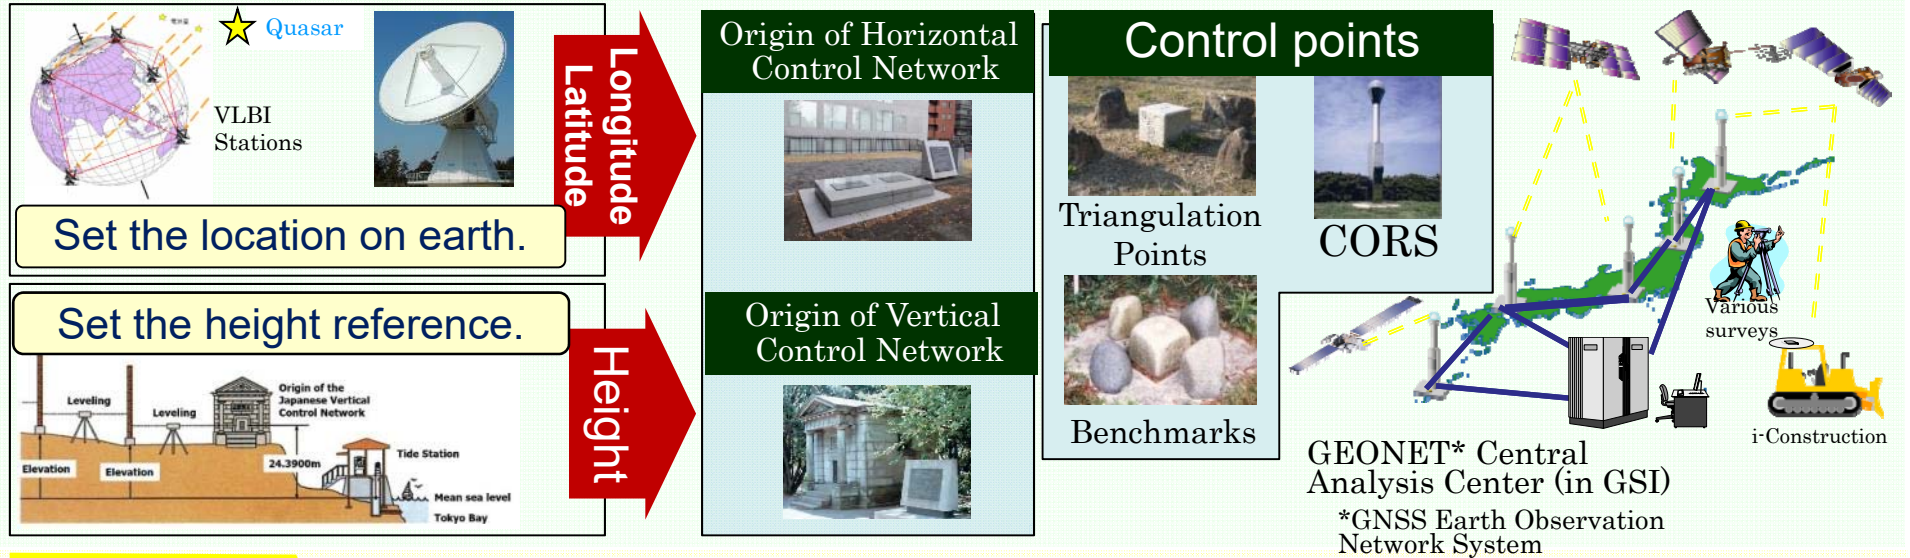 Quasar
VLBI
Stations
Set the location on earth.
Longitude
Latitude
Set the height reference.
Height
Leveling
Leveling
Origin of the
Japanese Vertical
Control Network
Elevation
Elevation
24.3900m
Tide Station
Mean sea level
Tokyo Bay
Origin of Horizontal
Control Network
Origin of Vertical
Control Network
Control points
Triangulation
Points
CORS
Benchmarks
Various
surveys
i-Construction
GEONET* Central
Analysis Center (in GSI)
*GNSS Earth Observation
Network System